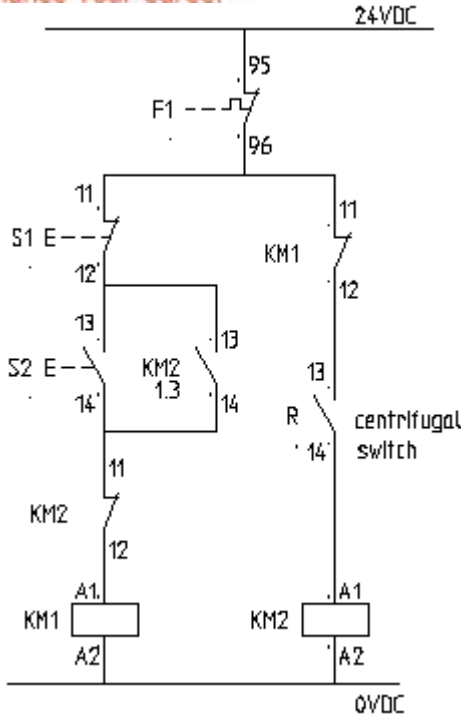 24VDC
95
F1
96
11
S1 E
12
13
S2 E
14
KM2
1.3
13
14
11
KM2
12
A1
KM1
A2
11
KM1
12
13
R
14
centrifugal
switch
A1
KM2
A2
0VDC